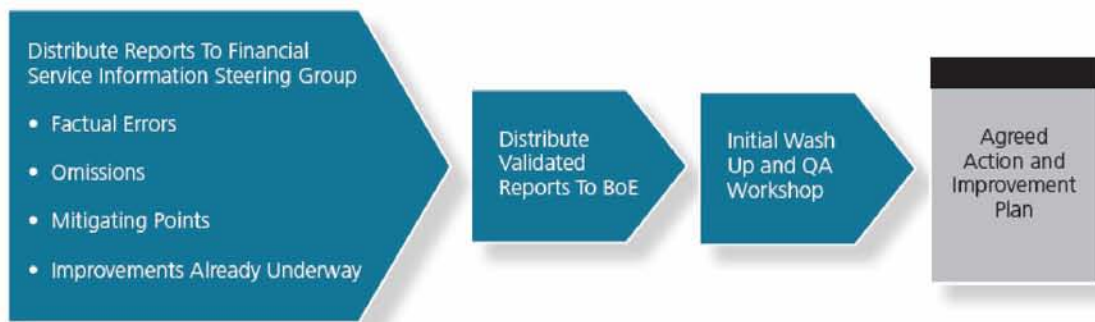 Distribute Reports To Financial
Service Information Steering Group
• Factual Errors
• Omissions
• Mitigating Points
• Improvements Already Underway
Distribute
Validated
Reports To BoE
Initial Wash
Up and QA
Workshop
Agreed
Action and
Improvement
Plan